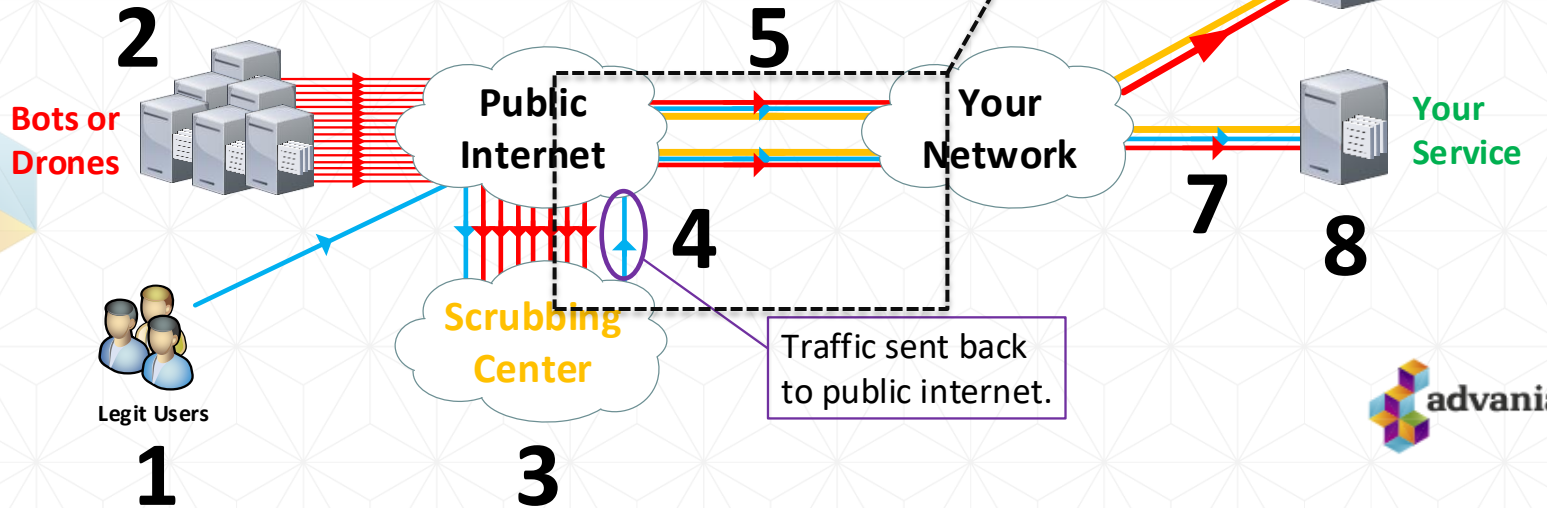 2
5
Bots or
Drones
Public
Internet
Your
Network
Your
Service
4
7
8
Scrubbing
Center
Traffic sent back
to public internet.
Legit Users
1
3
advania